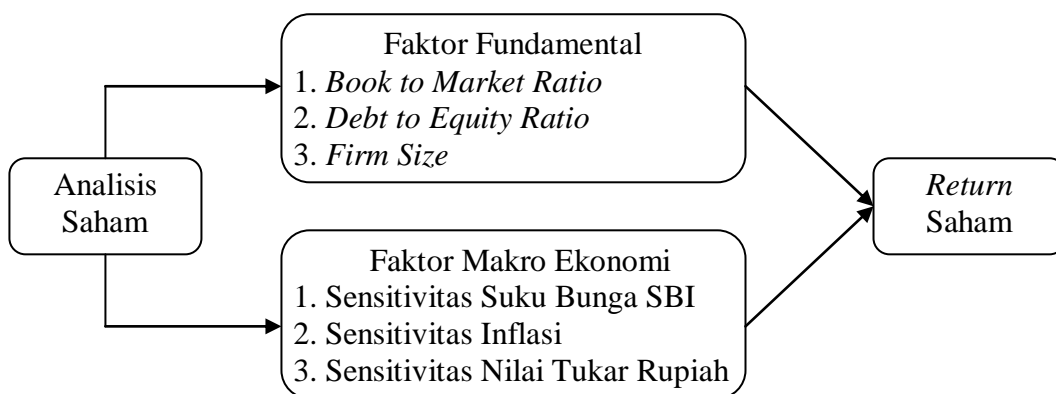 Faktor Fundamental
1. Book to Market Ratio
2. Debt to Equity Ratio
3. Firm Size
Analisis
Saham
Return
Saham
Faktor Makro Ekonomi
1. Sensitivitas Suku Bunga SBI
2. Sensitivitas Inflasi
3. Sensitivitas Nilai Tukar Rupiah